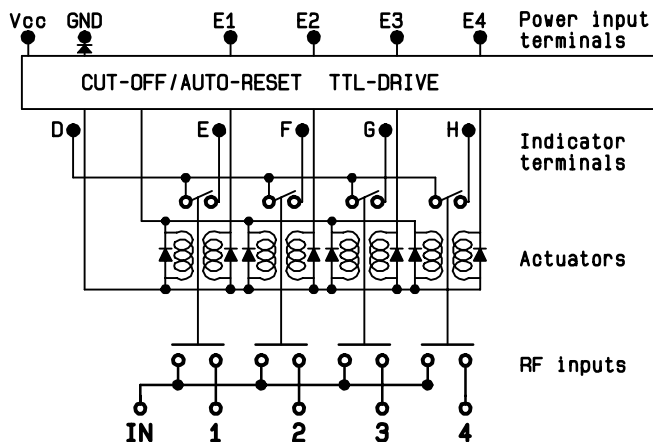 Vcc GND E1 E2 E3 E4 Power input
terminals
CUT-OFF/AUTO-RESET TTL-DRIVE
D E F G H Indicator
terminals
Actuators
RF inputs
IN 1 2 3 4